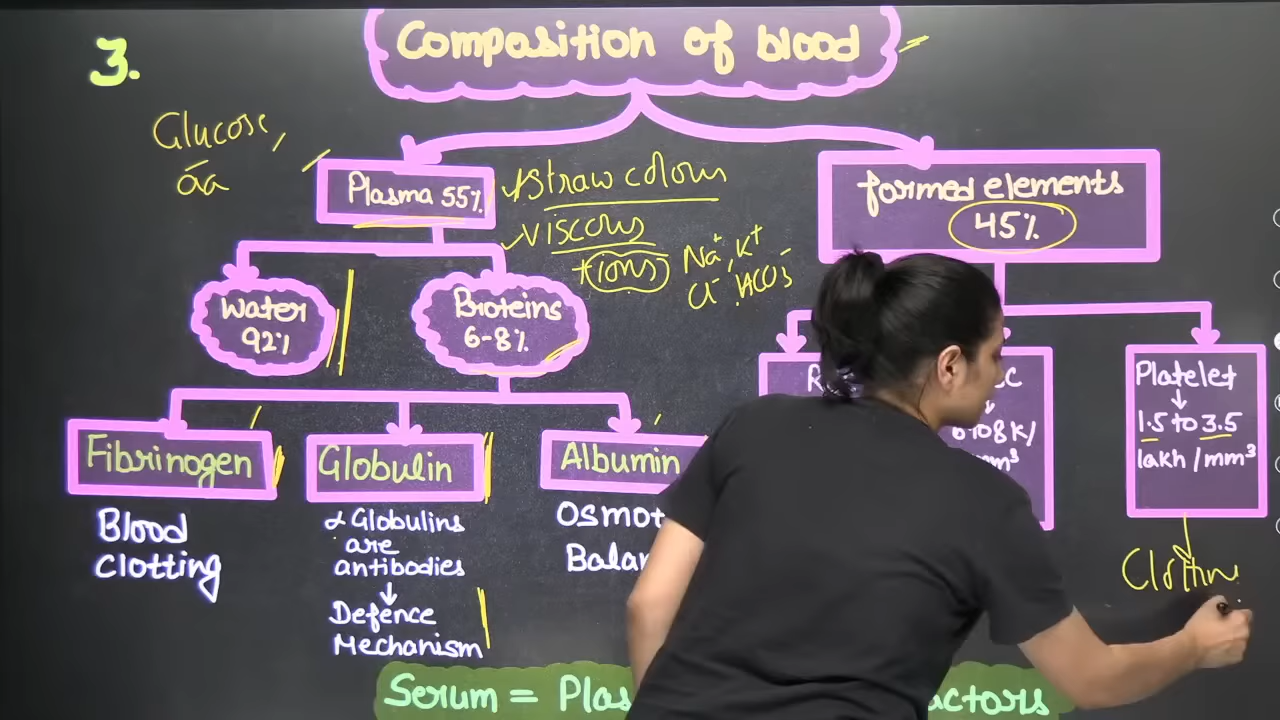 3.
Composition of blood
Glucose,
aa
Plasma 55%
straw colour
viscous
ions
Na⁺, K⁺
Cl⁻ HCO₃⁻
formed elements
45%
Water
92%
Proteins
6-8%
Platelet
↓
1.5 to 3.5
lakh/mm³
Fibrinogen
Blood
Clotting
Globulin
α Globulins
are
antibodies
↓
Defence
Mechanism
Albumin
Serum =